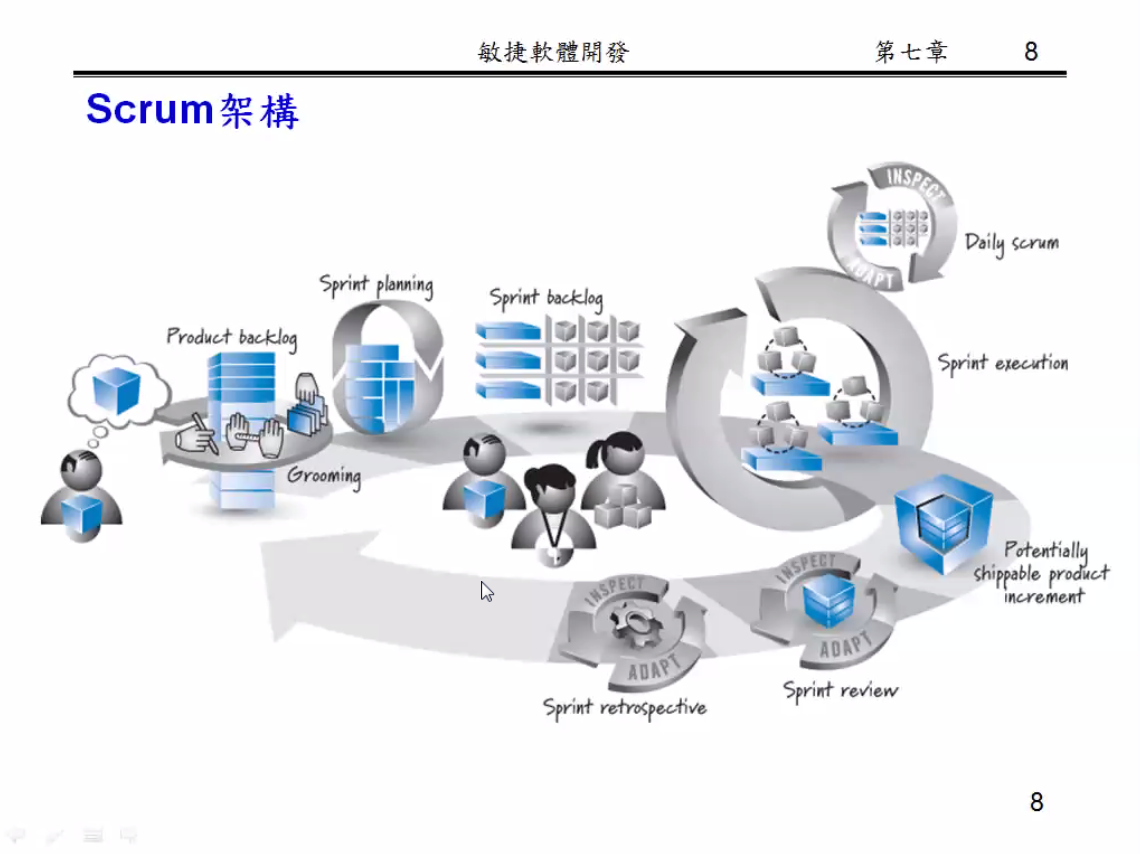 敏捷軟體開發 第七章 8
Scrum架構
INSPECT
ADAPT
Daily scrum
Sprint planning
Sprint backlog
Product backlog
Sprint execution
Grooming
Potentially
shippable product
increment
INSPECT
ADAPT
Sprint retrospective
INSPECT
ADAPT
Sprint review
8